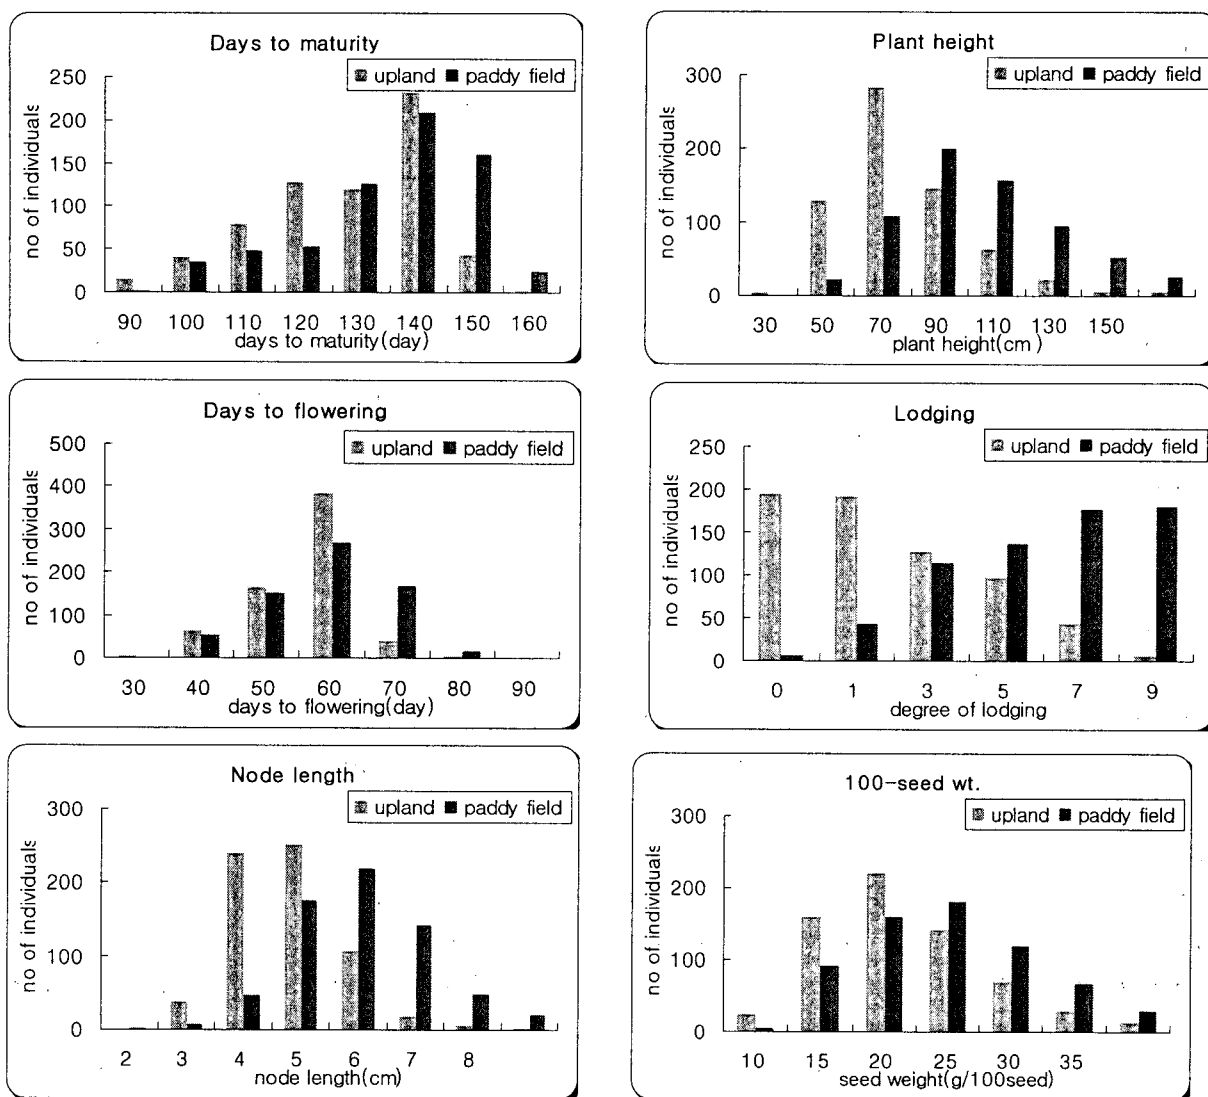 Days to maturity
upland paddy field
250
200
150
100
50
0
no of individuals
90 100 110 120 130 140 150 160
days to maturity(day)
Plant height
upland paddy field
300
200
100
0
no of individuals
30 50 70 90 110 130 150
plant height(cm)
Days to flowering
upland paddy field
500
400
300
200
100
0
no of individuals
30 40 50 60 70 80 90
days to flowering(day)
Lodging
upland paddy field
250
200
150
100
50
0
no of individuals
0 1 3 5 7 9
degree of lodging
Node length
upland paddy field
300
200
100
0
no of individuals
2 3 4 5 6 7 8
node length(cm)
100-seed wt.
upland paddy field
300
200
100
0
no of individuals
10 15 20 25 30 35
seed weight(g/100seed)